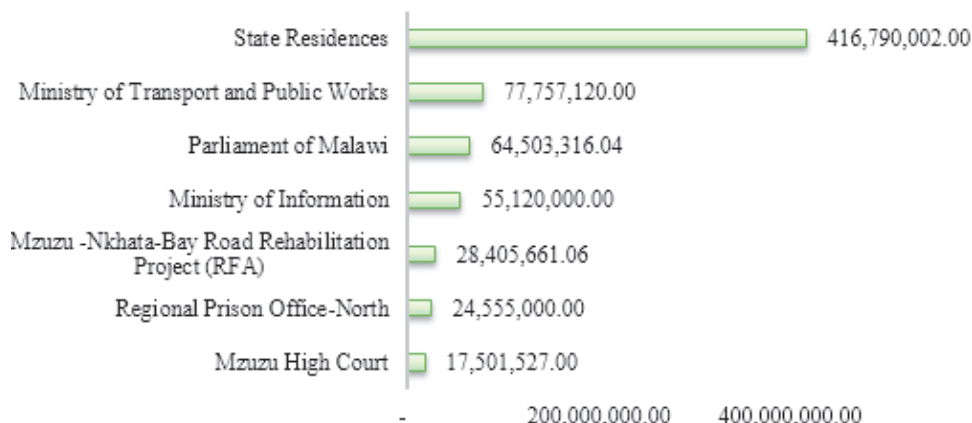 State Residences
416,790,002.00
Ministry of Transport and Public Works
77,757,120.00
Parliament of Malawi
64,503,316.04
Ministry of Information
55,120,000.00
Mzuzu -Nkhata-Bay Road Rehabilitation
Project (RFA)
28,405,661.06
Regional Prison Office-North
24,555,000.00
Mzuzu High Court
17,501,527.00
- 200,000,000.00 400,000,000.00